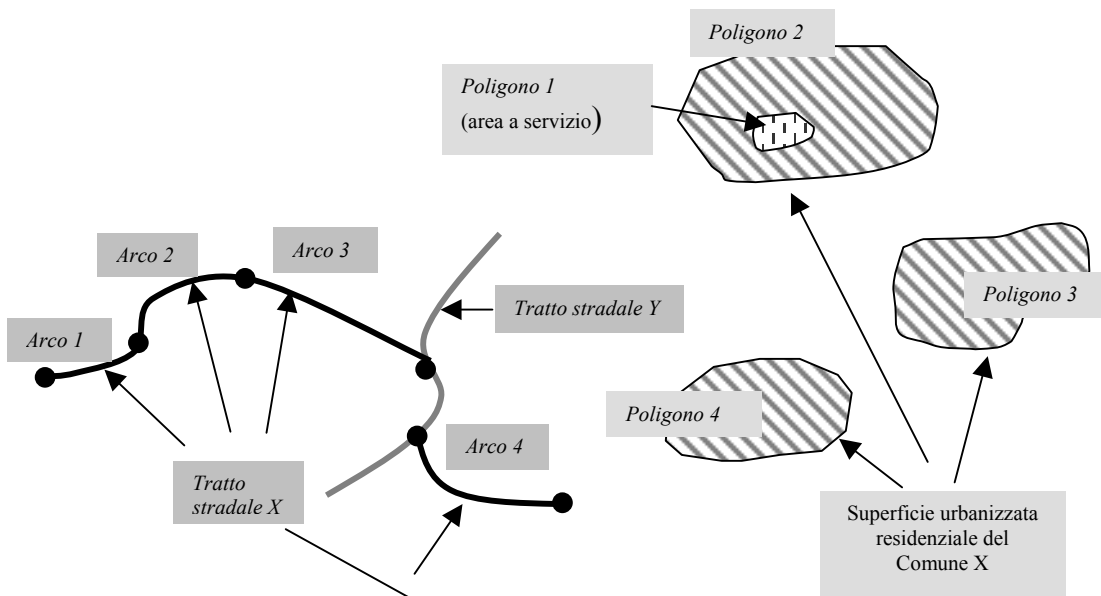 Poligono 2
Poligono 1
(area a servizio)
Arco 2
Arco 3
Poligono 3
Tratto stradale Y
Arco 1
Poligono 4
Arco 4
Tratto
stradale X
Superficie urbanizzata
residenziale del
Comune X